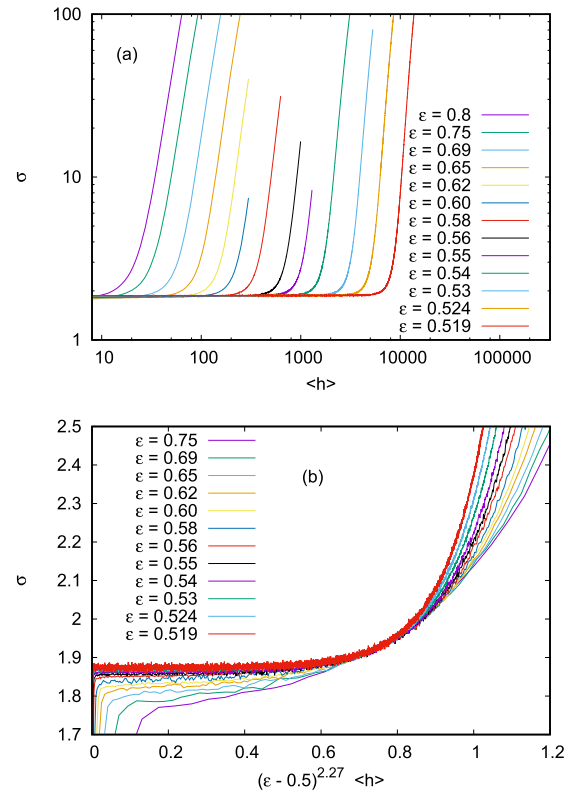 100
(a)
ε = 0.8
ε = 0.75
ε = 0.69
ε = 0.65
ε = 0.62
ε = 0.60
ε = 0.58
ε = 0.56
ε = 0.55
ε = 0.54
ε = 0.53
ε = 0.524
ε = 0.519
σ
10
1
10 100 1000 10000 100000
<h>
2.5
2.4
2.3
2.2
2.1
2
1.9
1.8
1.7
σ
ε = 0.75
ε = 0.69
ε = 0.65
ε = 0.62
ε = 0.60
ε = 0.58
ε = 0.56
ε = 0.55
ε = 0.54
ε = 0.53
ε = 0.524
ε = 0.519
(b)
0 0.2 0.4 0.6 0.8 1 1.2
(ε - 0.5)^2.27 <h>